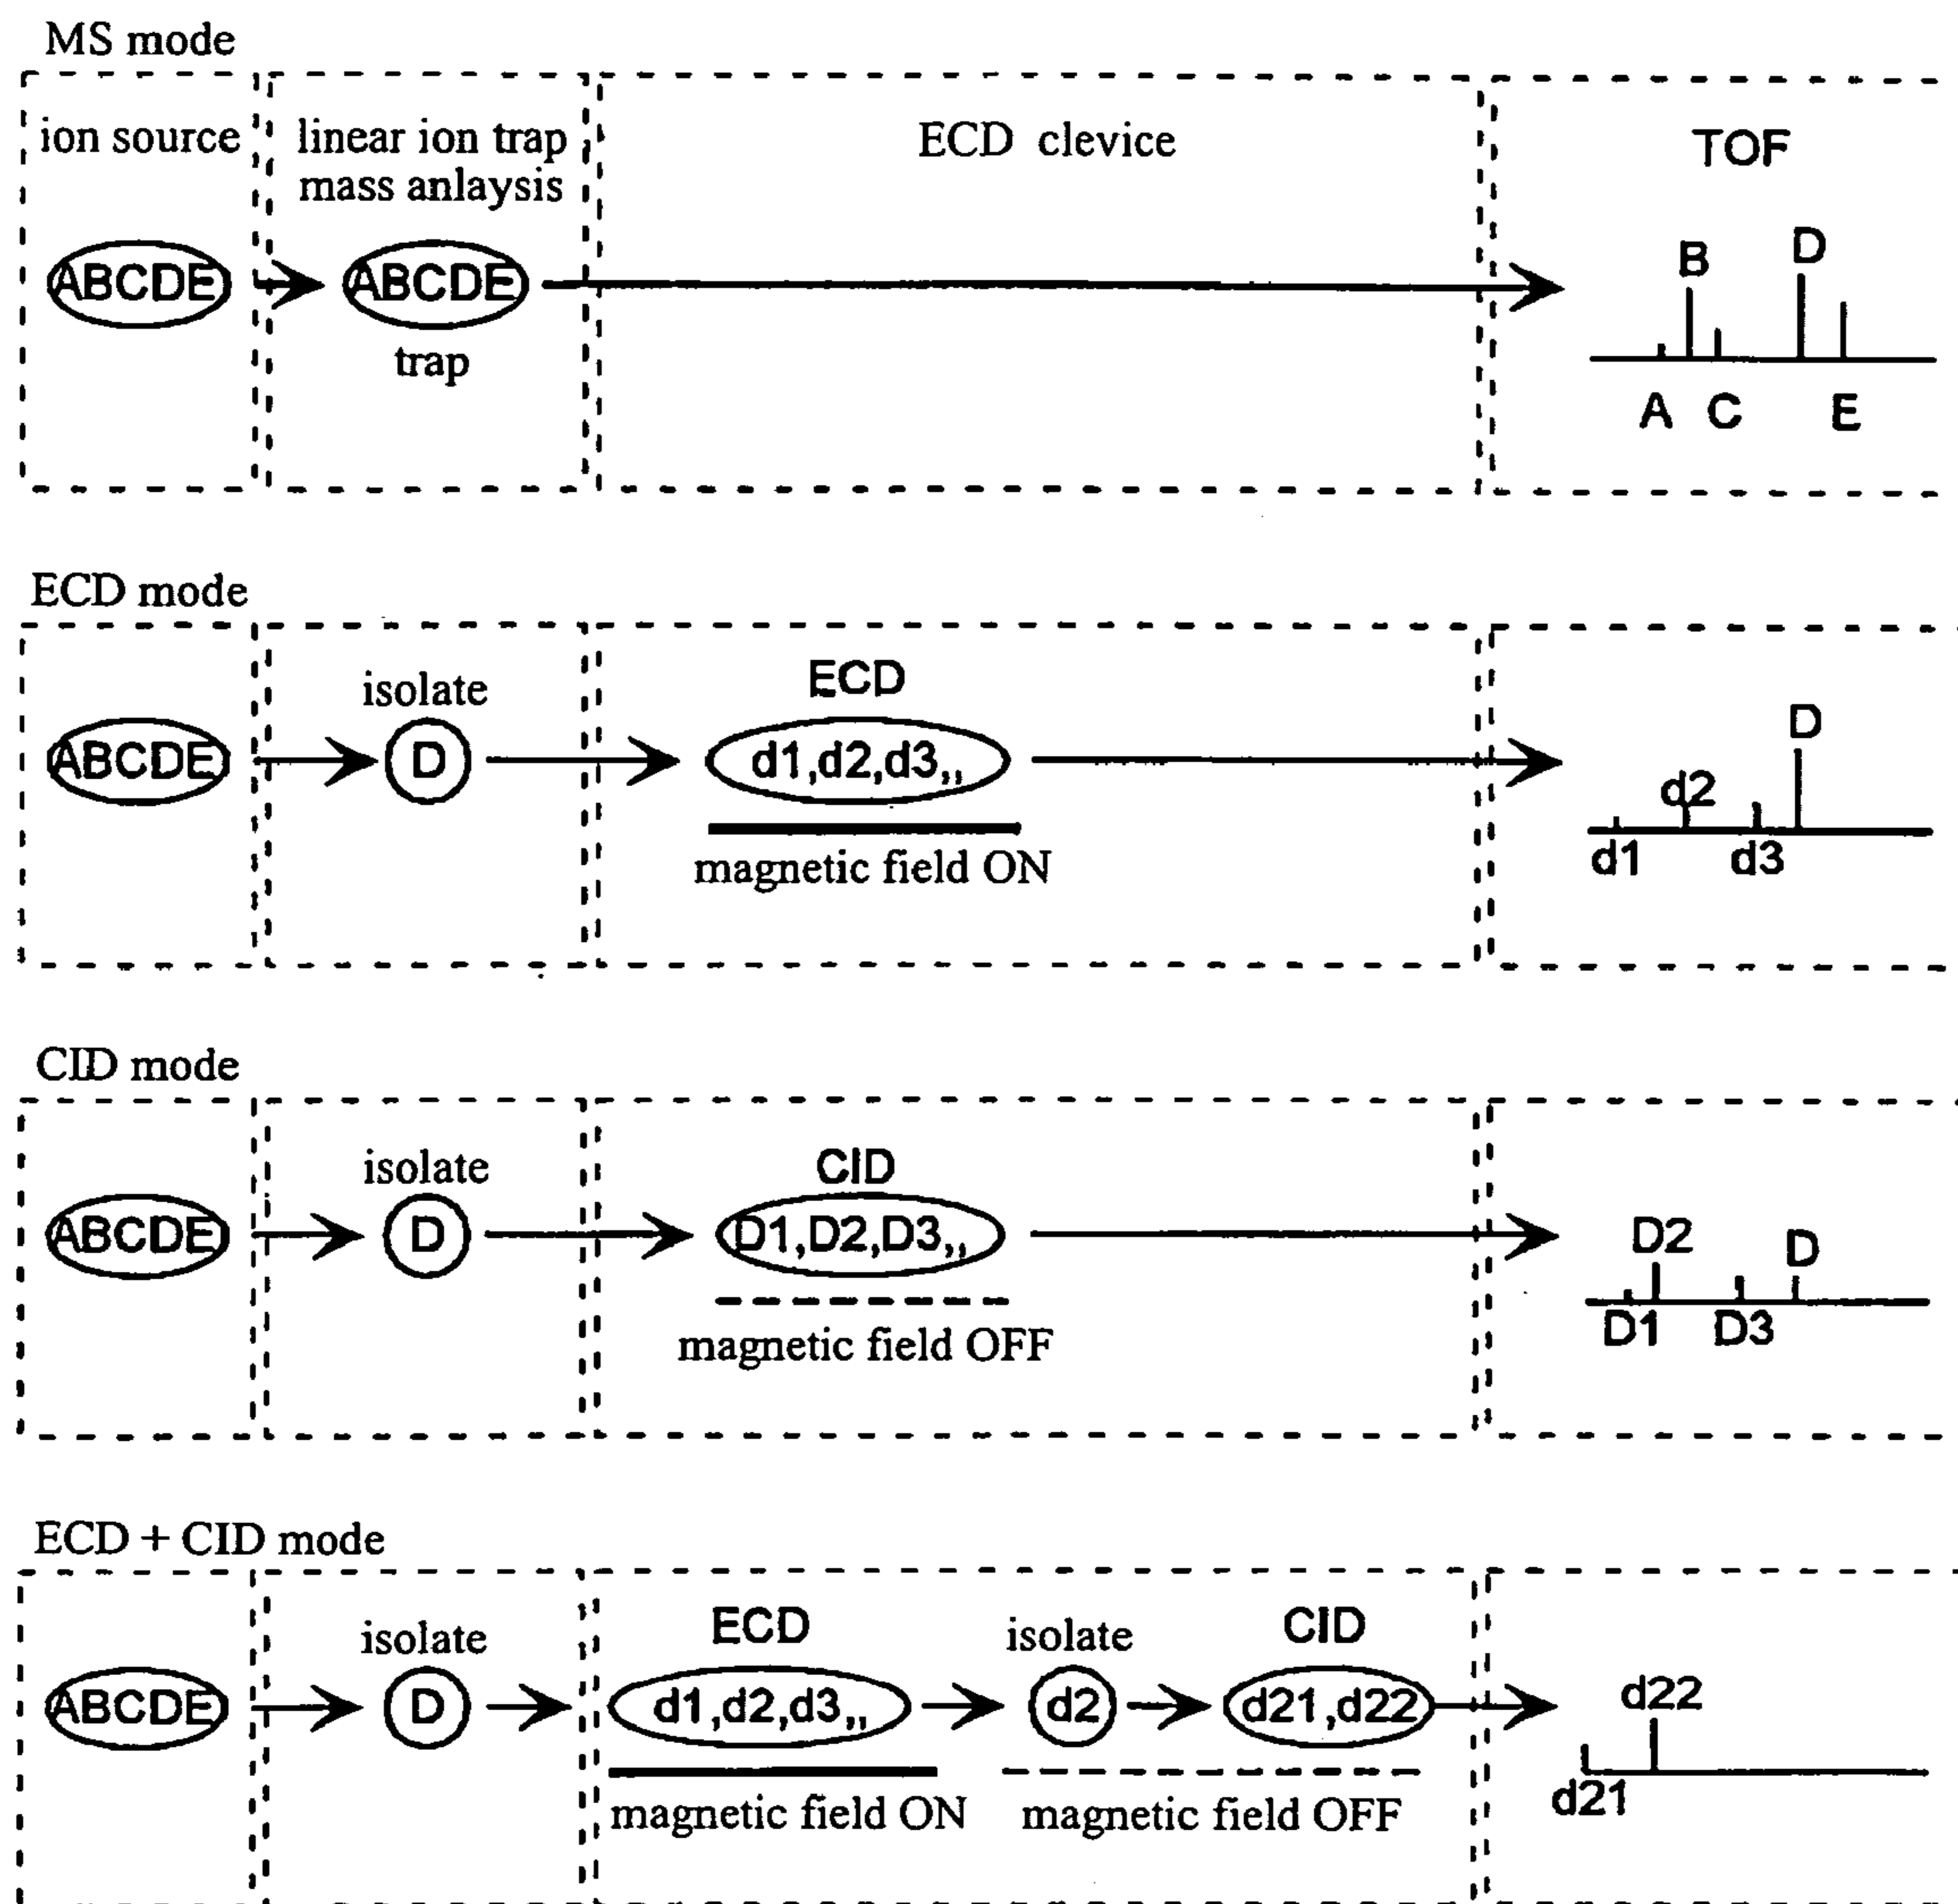 MS mode
ion source
linear ion trap
mass anlaysis
ECD clevice
TOF
ABCDE
ABCDE
trap
B
D
A
C
E
ECD mode
ABCDE
isolate
D
ECD
d1,d2,d3,,
magnetic field ON
d2
D
d1
d3
CID mode
ABCDE
isolate
D
CID
D1,D2,D3,,
magnetic field OFF
D2
D
D1
D3
ECD + CID mode
ABCDE
isolate
D
ECD
d1,d2,d3,,
magnetic field ON
isolate
d2
CID
d21,d22
magnetic field OFF
d22
d21